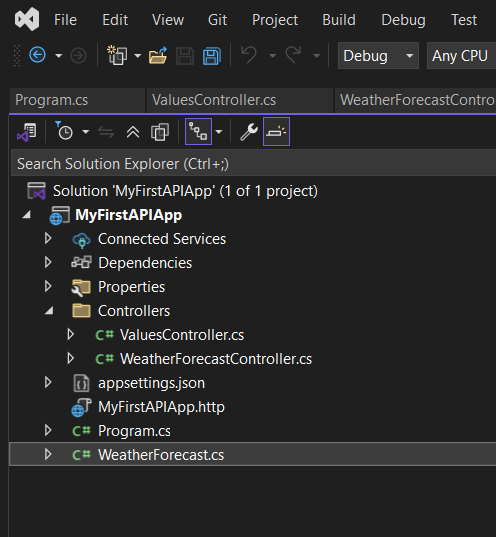 File Edit View Git Project Build Debug Test
Debug Any CPU
Program.cs ValuesController.cs WeatherForecastContro
Search Solution Explorer (Ctrl+;)
Solution 'MyFirstAPIApp' (1 of 1 project)
MyFirstAPIApp
Connected Services
Dependencies
Properties
Controllers
C# ValuesController.cs
C# WeatherForecastController.cs
appsettings.json
MyFirstAPIApp.http
C# Program.cs
C# WeatherForecast.cs